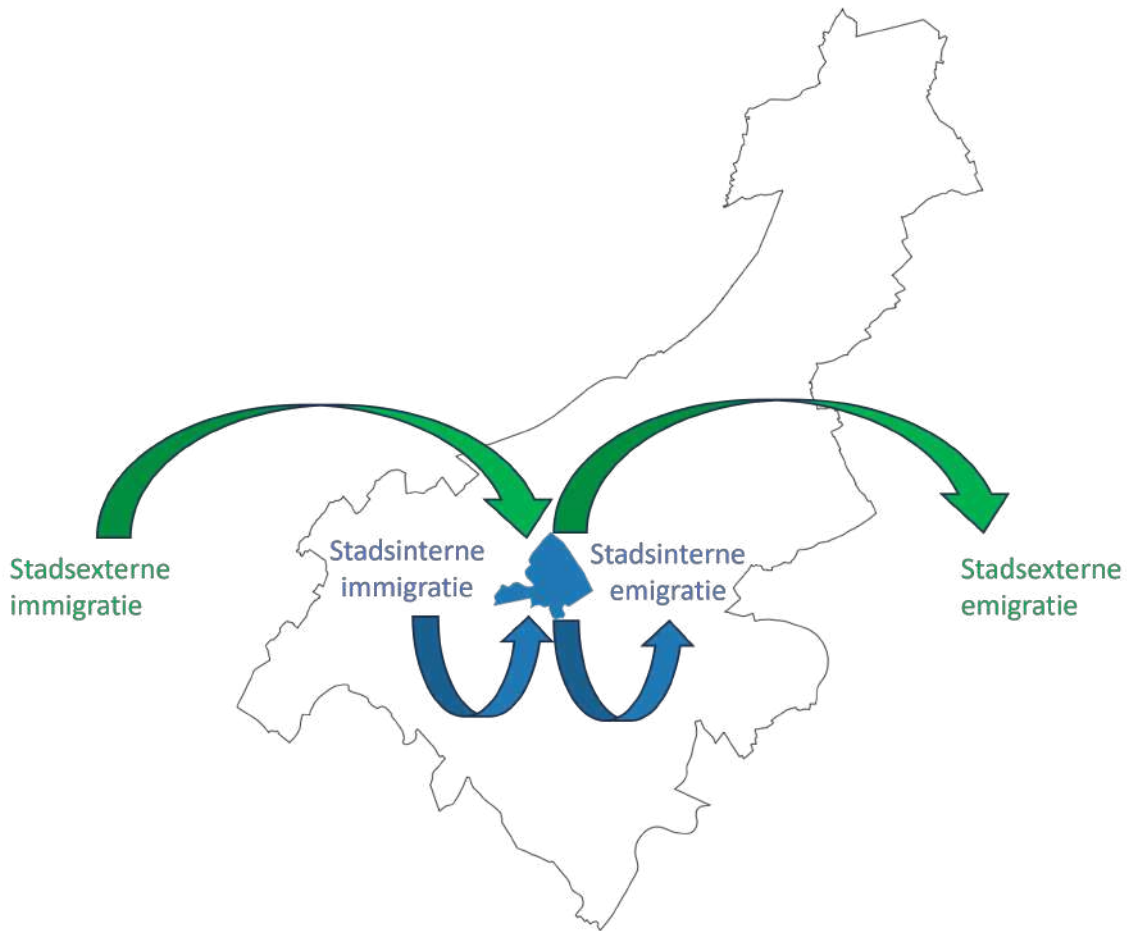 Stadsexterne
immigratie
Stadsinterne
immigratie
Stadsinterne
emigratie
Stadsexterne
emigratie